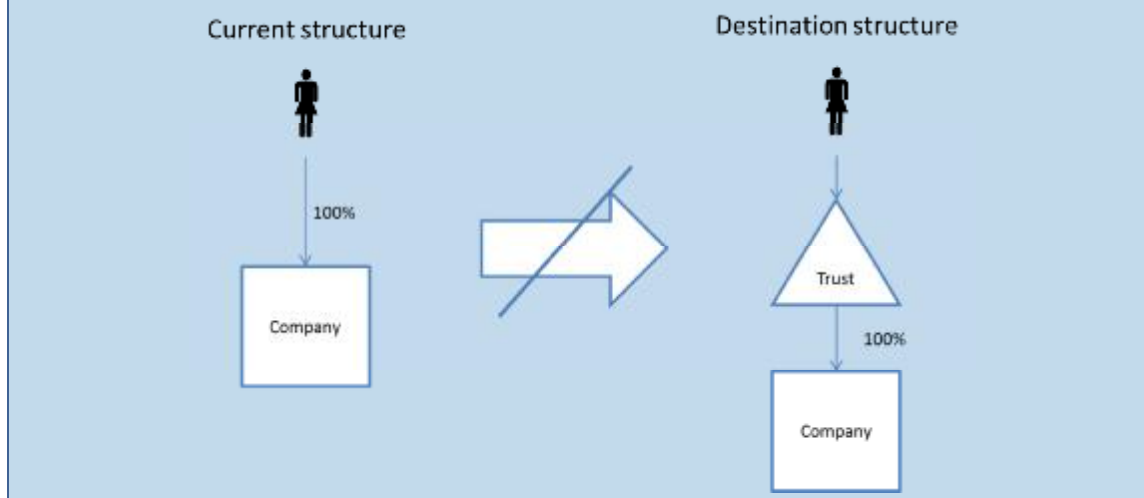 Current structure
Destination structure
100%
Company
Trust
100%
Company